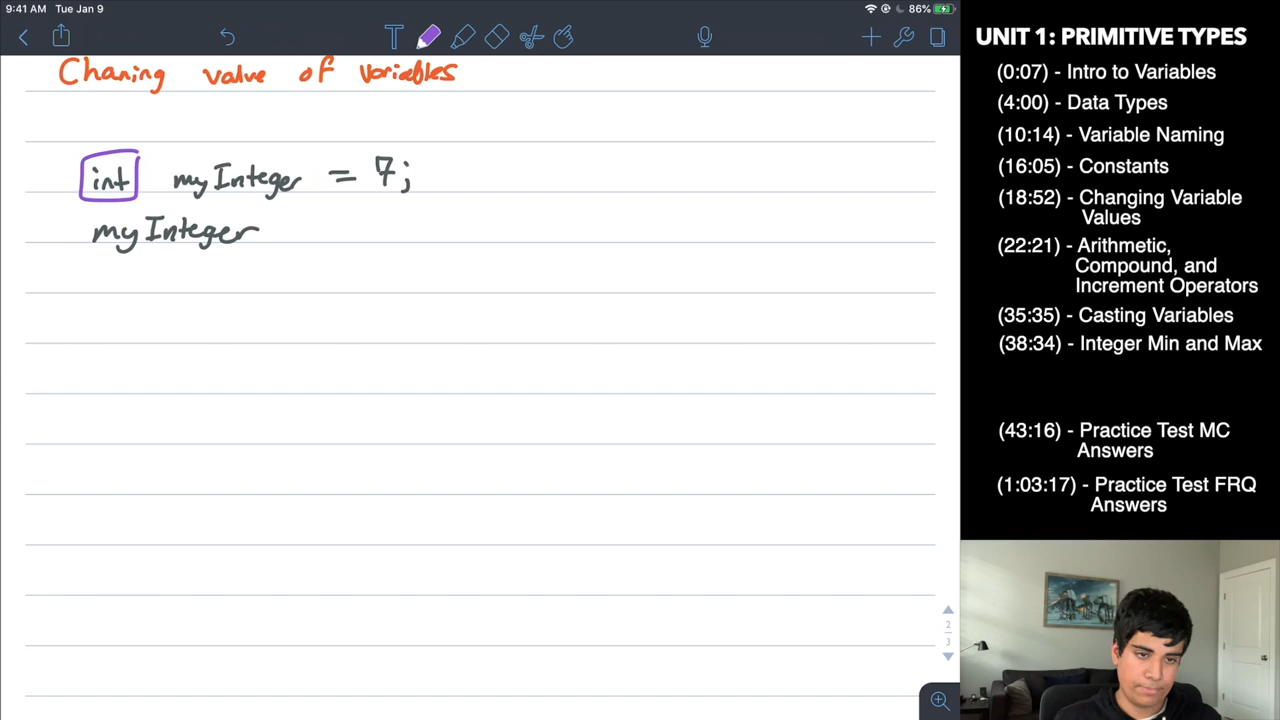 9:41 AM Tue Jan 9
86%
Chaning value of variables
int myInteger = 7;
myInteger
2
3
UNIT 1: PRIMITIVE TYPES
(0:07) - Intro to Variables
(4:00) - Data Types
(10:14) - Variable Naming
(16:05) - Constants
(18:52) - Changing Variable
Values
(22:21) - Arithmetic,
Compound, and
Increment Operators
(35:35) - Casting Variables
(38:34) - Integer Min and Max
(43:16) - Practice Test MC
Answers
(1:03:17) - Practice Test FRQ
Answers